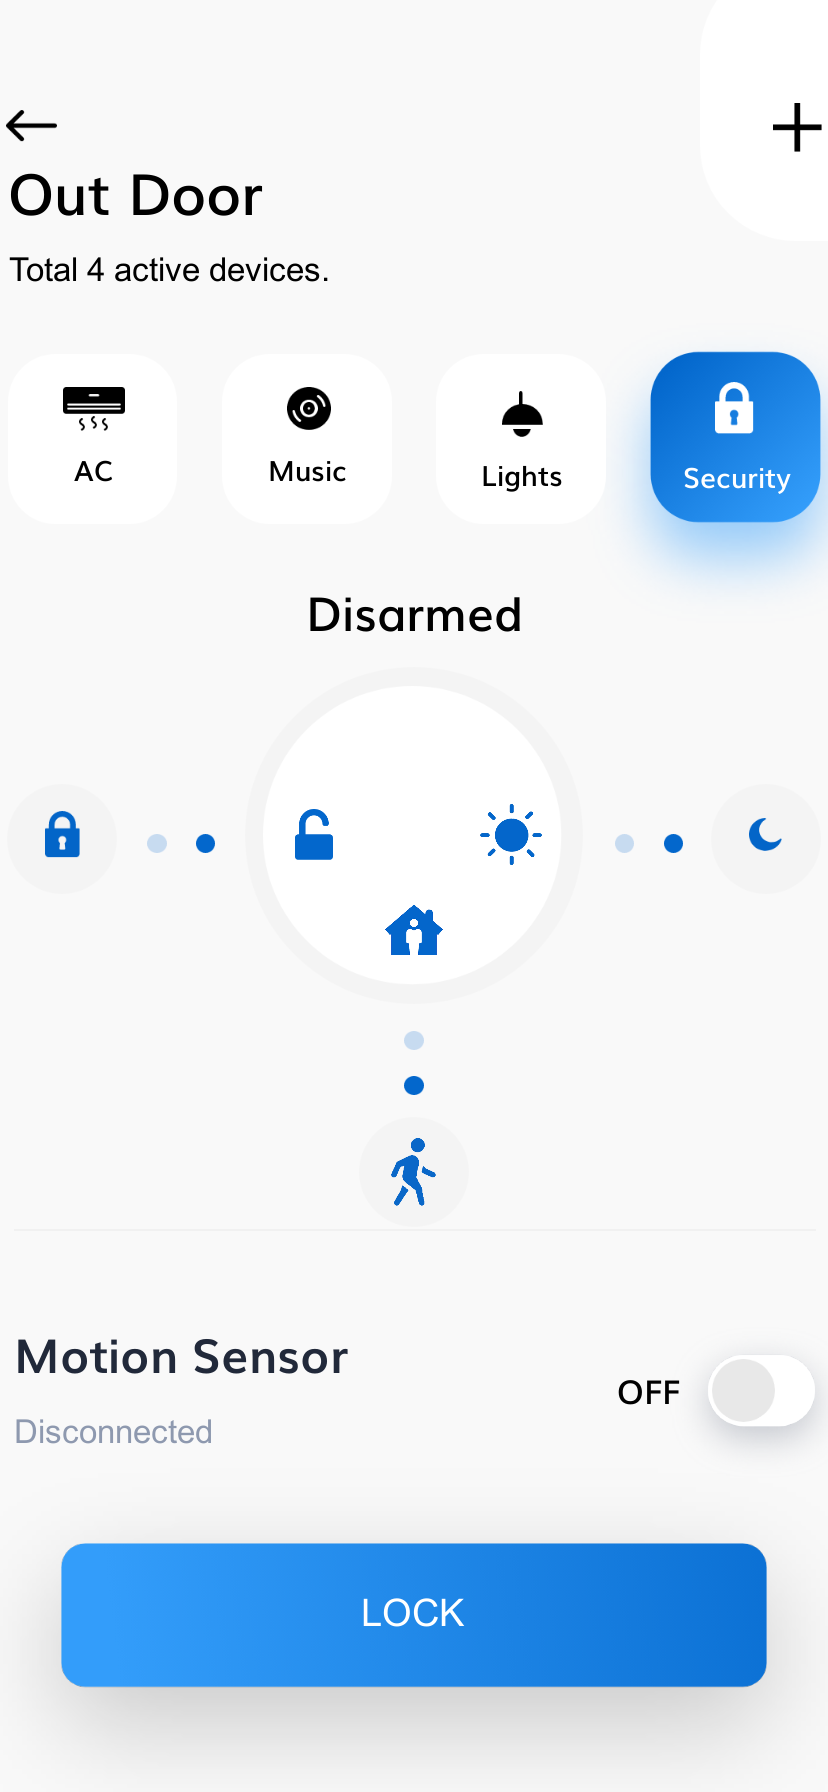 Out Door
Total 4 active devices.
AC
Music
Lights
Security
Disarmed
Motion Sensor
OFF
Disconnected
LOCK